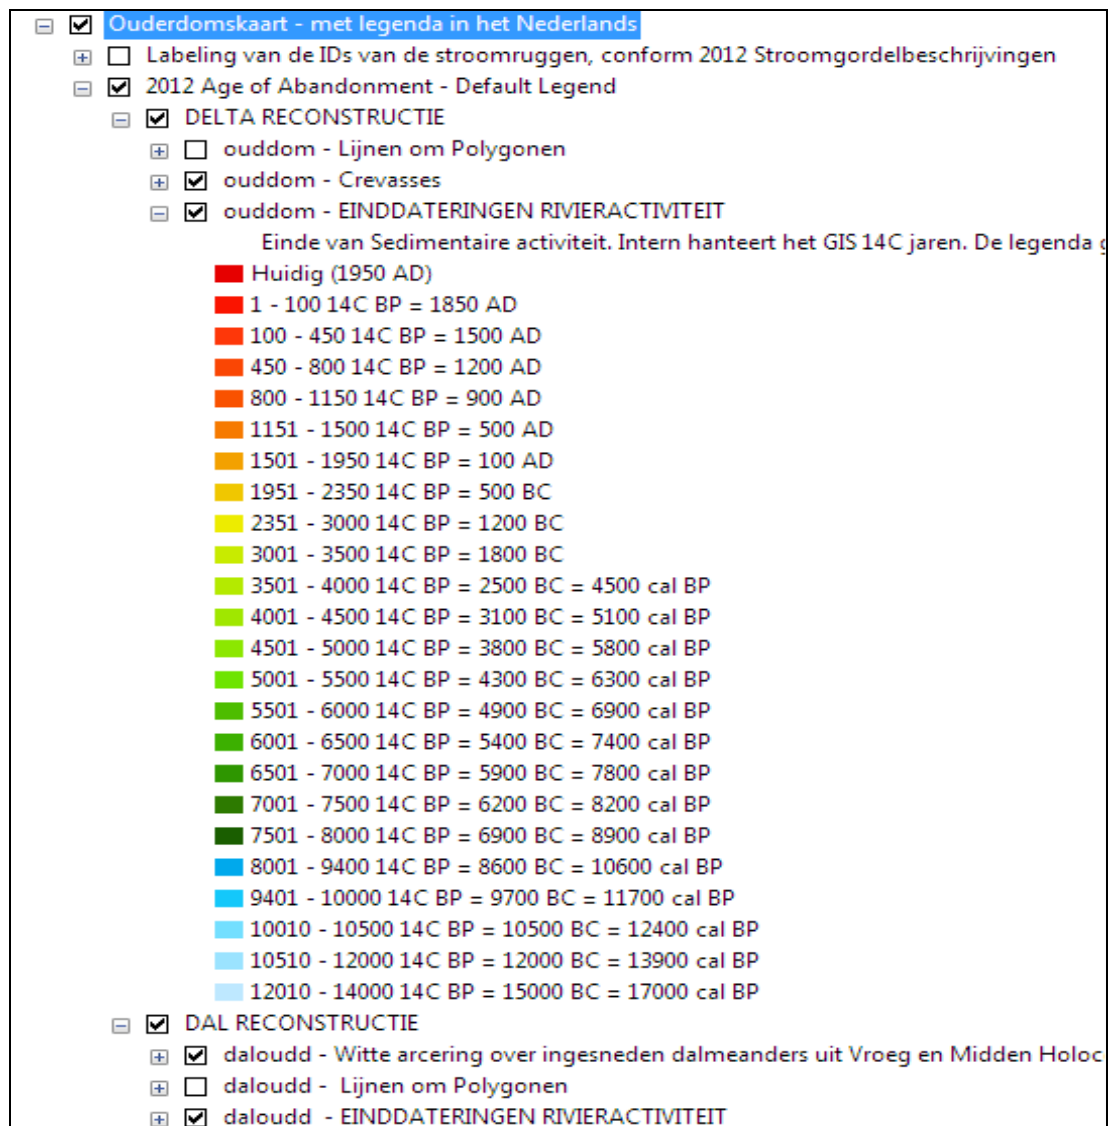 Ouderdomskaart - met legenda in het Nederlands
Labeling van de IDs van de stroomruggen, conform 2012 Stroomgordelbeschrijvingen
2012 Age of Abandonment - Default Legend
DELTA RECONSTRUCTIE
ouddom - Lijnen om Polygonen
ouddom - Crevasses
ouddom - EINDDATERINGEN RIVIERACTIVITEIT
Einde van Sedimentaire activiteit. Intern hanteert het GIS 14C jaren. De legenda
Huidig (1950 AD)
1 - 100 14C BP = 1850 AD
100 - 450 14C BP = 1500 AD
450 - 800 14C BP = 1200 AD
800 - 1150 14C BP = 900 AD
1151 - 1500 14C BP = 500 AD
1501 - 1950 14C BP = 100 AD
1951 - 2350 14C BP = 500 BC
2351 - 3000 14C BP = 1200 BC
3001 - 3500 14C BP = 1800 BC
3501 - 4000 14C BP = 2500 BC = 4500 cal BP
4001 - 4500 14C BP = 3100 BC = 5100 cal BP
4501 - 5000 14C BP = 3800 BC = 5800 cal BP
5001 - 5500 14C BP = 4300 BC = 6300 cal BP
5501 - 6000 14C BP = 4900 BC = 6900 cal BP
6001 - 6500 14C BP = 5400 BC = 7400 cal BP
6501 - 7000 14C BP = 5900 BC = 7800 cal BP
7001 - 7500 14C BP = 6200 BC = 8200 cal BP
7501 - 8000 14C BP = 6900 BC = 8900 cal BP
8001 - 9400 14C BP = 8600 BC = 10600 cal BP
9401 - 10000 14C BP = 9700 BC = 11700 cal BP
10010 - 10500 14C BP = 10500 BC = 12400 cal BP
10510 - 12000 14C BP = 12000 BC = 13900 cal BP
12010 - 14000 14C BP = 15000 BC = 17000 cal BP
DAL RECONSTRUCTIE
daloudd - Witte arcering over ingesneden dalmeanders uit Vroeg en Midden Holoc
daloudd - Lijnen om Polygonen
daloudd - EINDDATERINGEN RIVIERACTIVITEIT